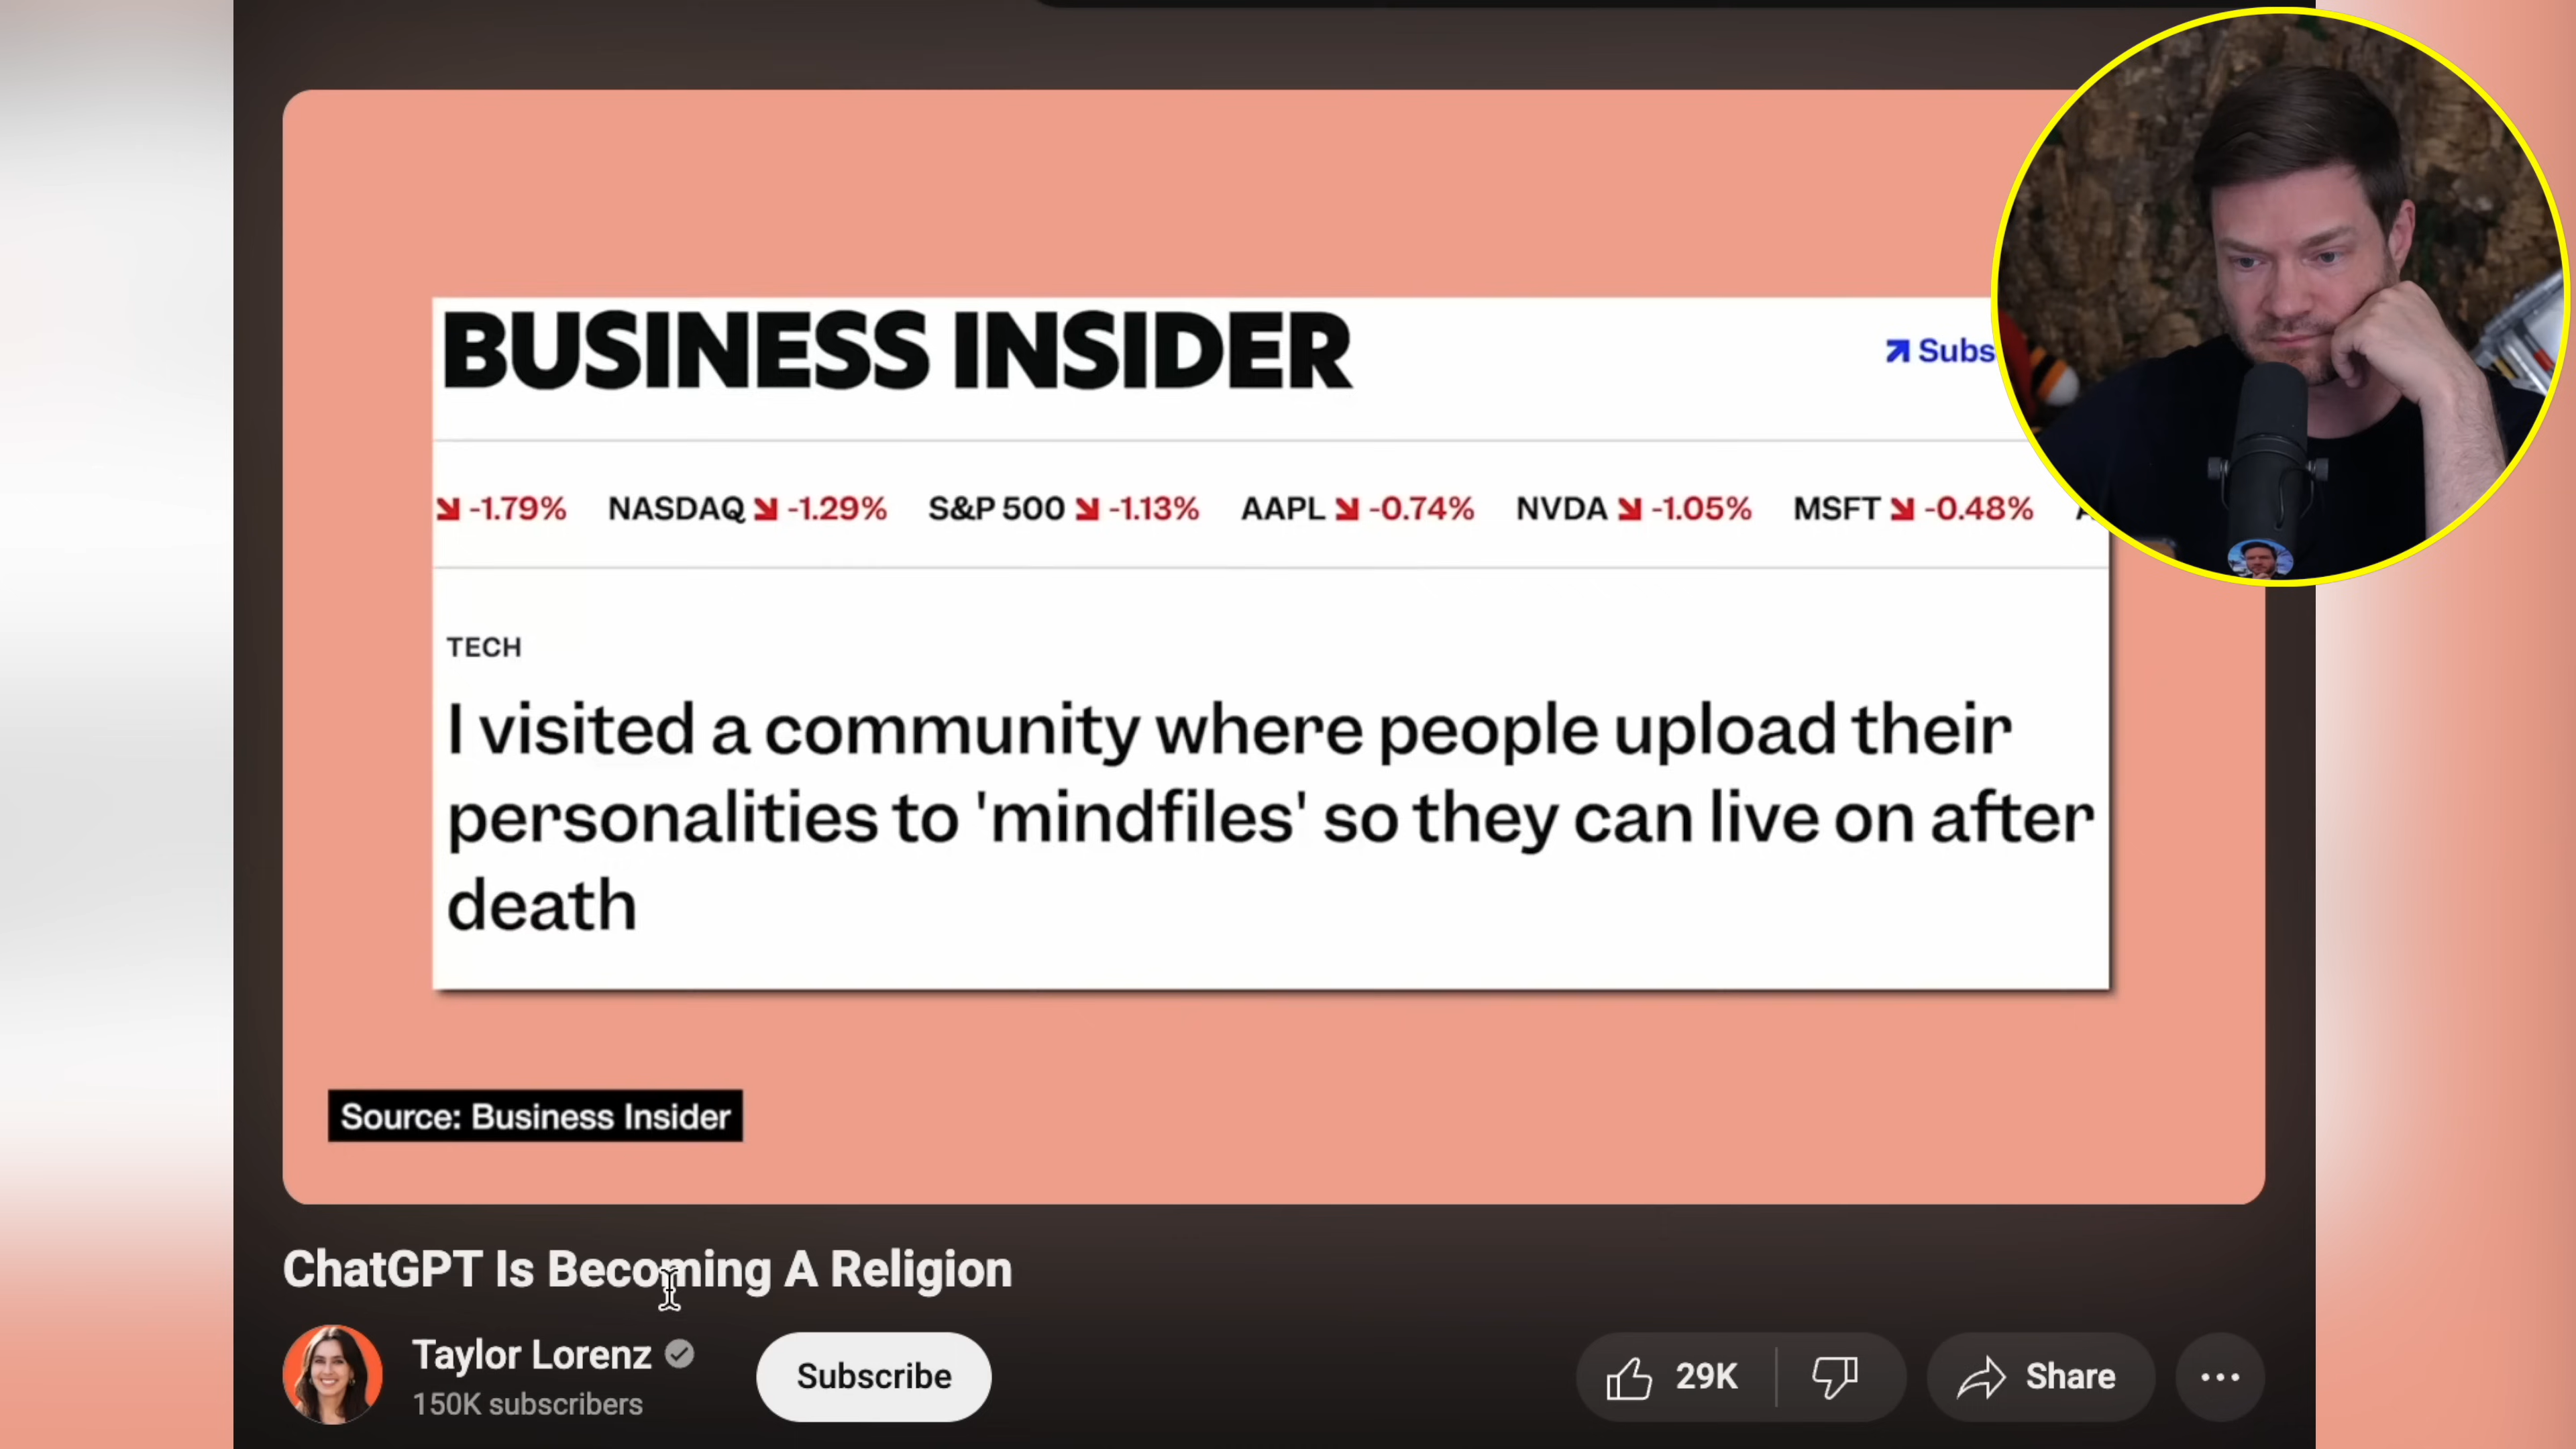 BUSINESS INSIDER
Subs
-1.79% NASDAQ -1.29% S&P 500 -1.13% AAPL -0.74% NVDA -1.05% MSFT -0.48%
TECH
I visited a community where people upload their
personalities to 'mindfiles' so they can live on after
death
Source: Business Insider
ChatGPT Is Becoming A Religion
Taylor Lorenz
150K subscribers
Subscribe
29K
Share